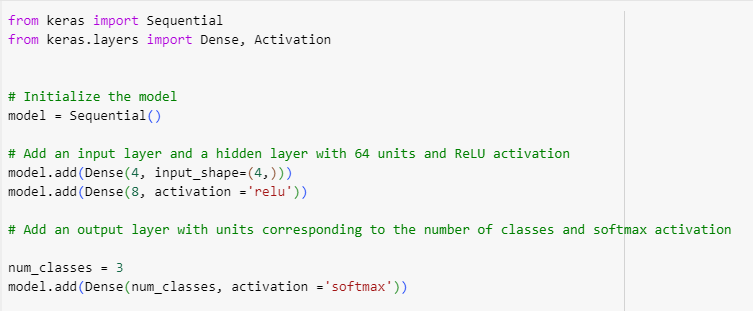 from keras import Sequential
from keras.layers import Dense, Activation
# Initialize the model
model = Sequential()
# Add an input layer and a hidden layer with 64 units and ReLU activation
model.add(Dense(4, input_shape=(4,)))
model.add(Dense(8, activation ='relu'))
# Add an output layer with units corresponding to the number of classes and softmax activation
num_classes = 3
model.add(Dense(num_classes, activation ='softmax'))